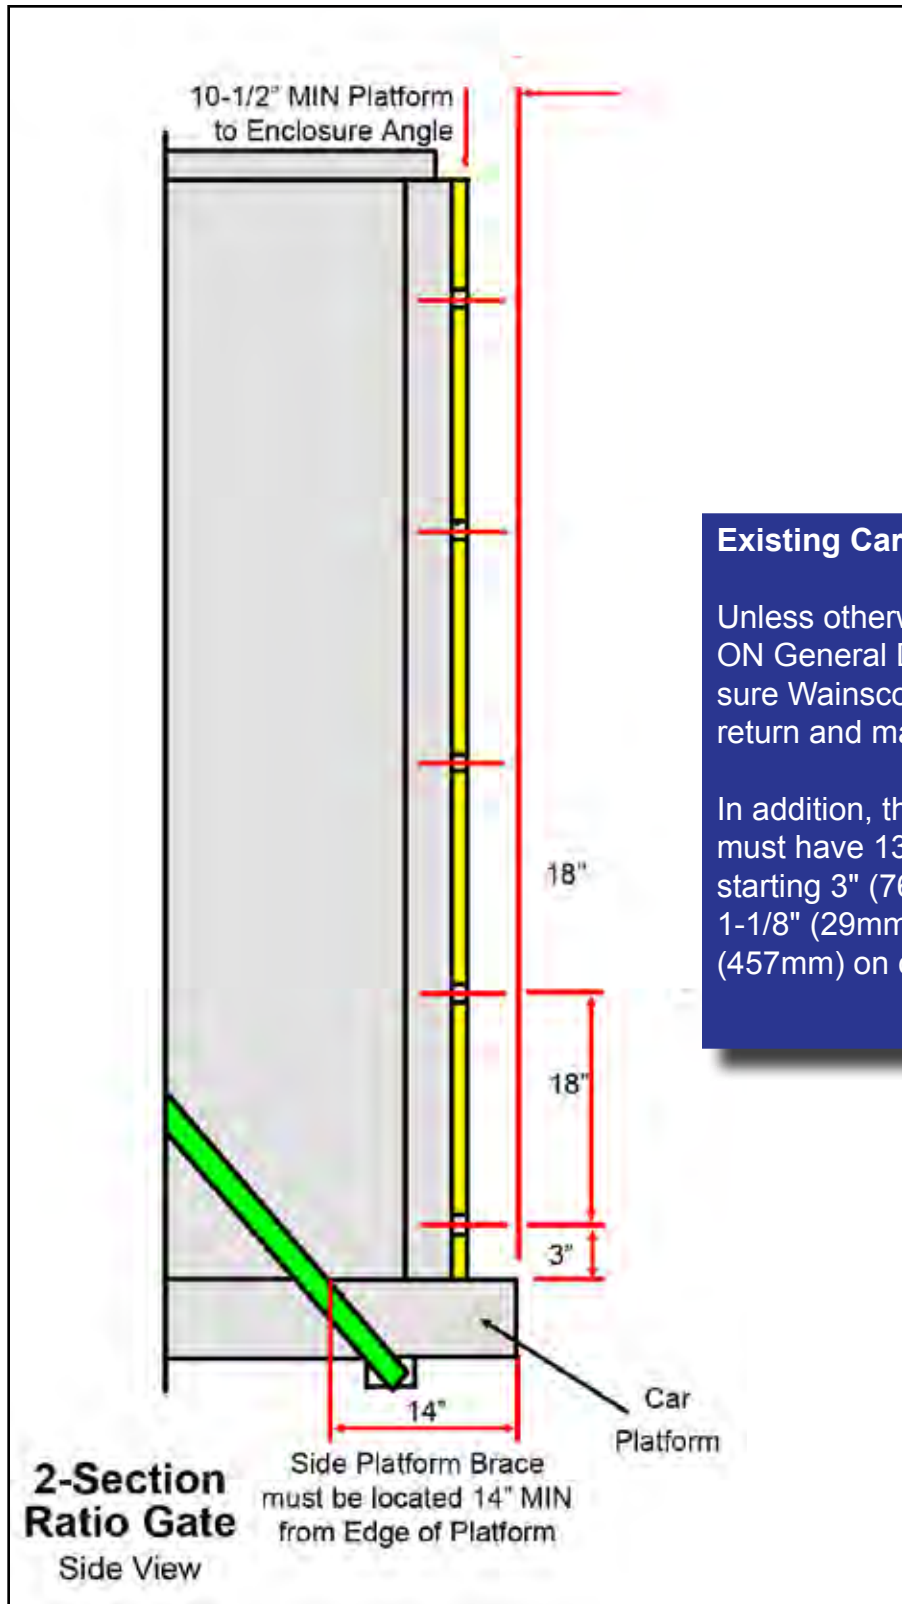 10-1/2" MIN Platform
to Enclosure Angle
Existing Car
Unless otherw
ON General D
sure Wainsco
return and ma
In addition, th
must have 13
starting 3" (76
1-1/8" (29mm
(457mm) on c
18"
18"
3"
14"
Car
Platform
Side Platform Brace
must be located 14" MIN
from Edge of Platform
2-Section
Ratio Gate
Side View